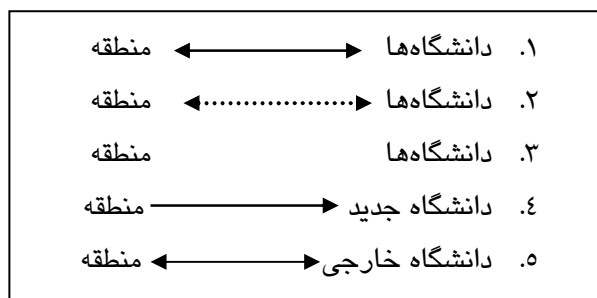 ۱. دانشگاه‌ها منطقه
۲. دانشگاه‌ها منطقه
۳. دانشگاه‌ها منطقه
٤. دانشگاه جدید منطقه
۵. دانشگاه خارجی منطقه